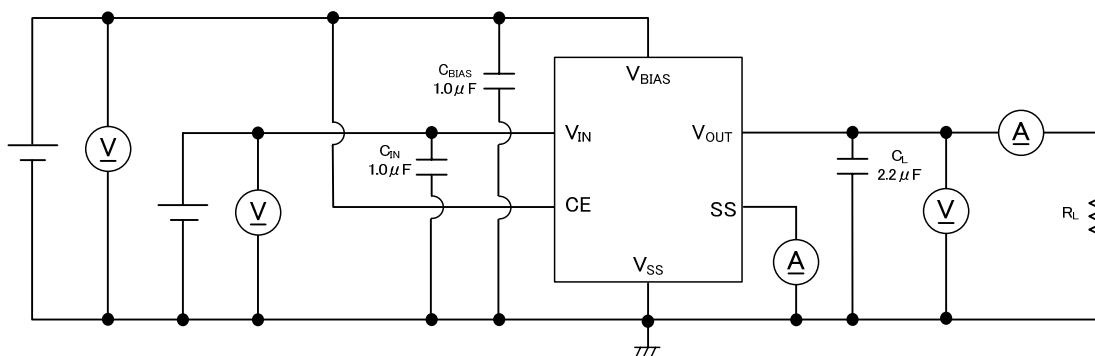 V
V
C_BIAS
1.0μF
C_IN
1.0μF
V_BIAS
V_IN
CE
V_OUT
SS
V_SS
A
C_L
2.2μF
V
A
R_L